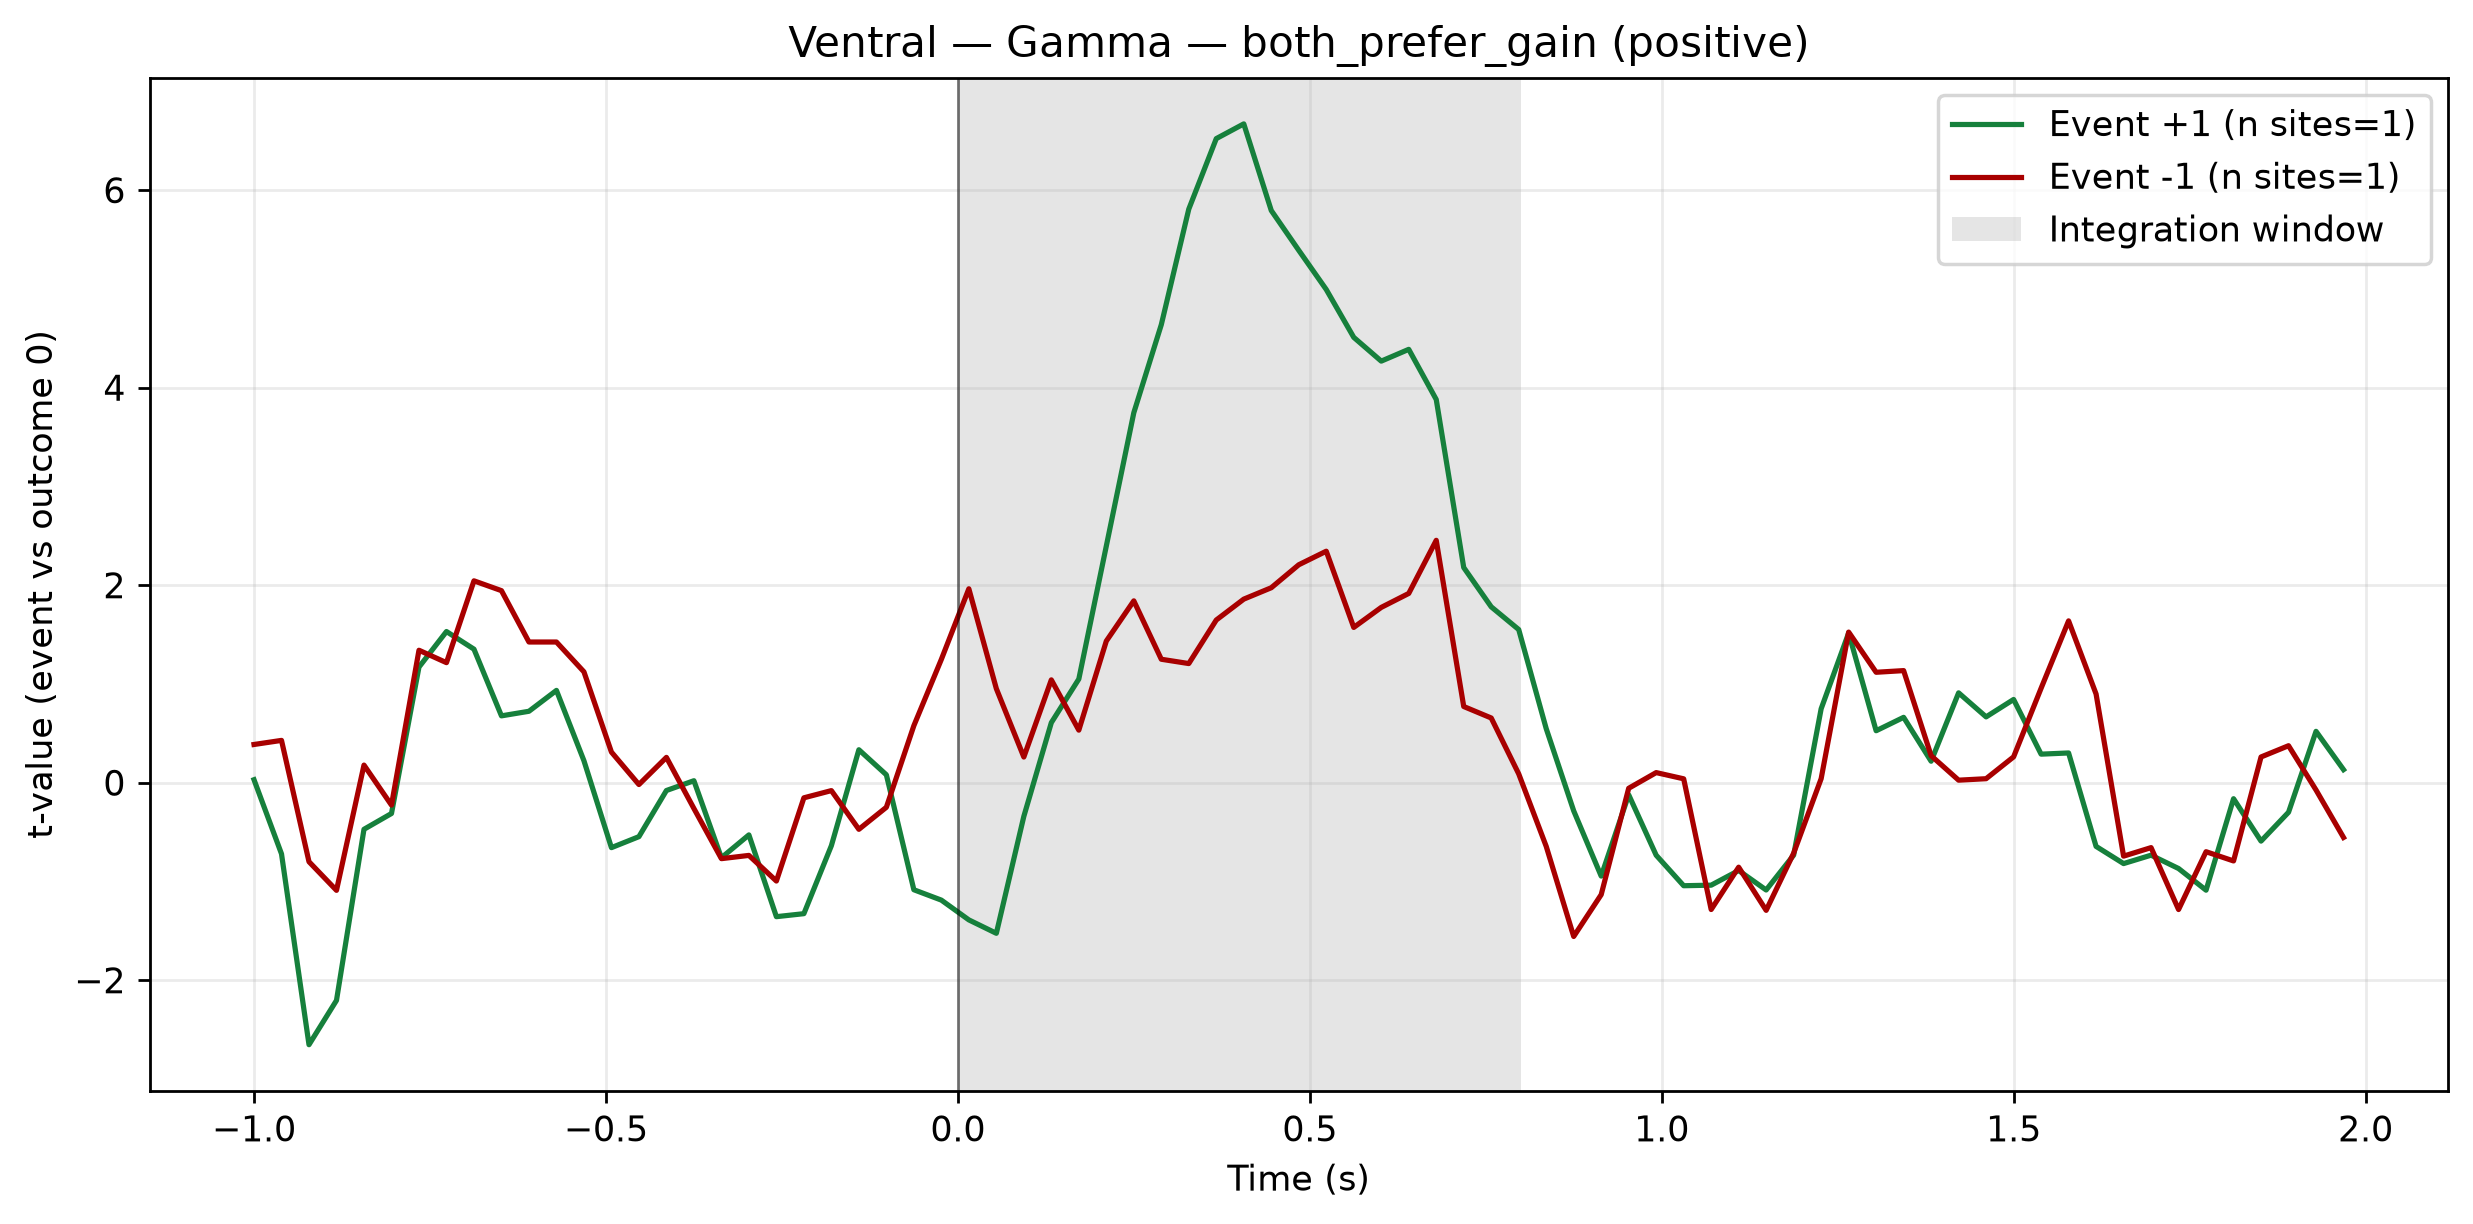 Ventral — Gamma — both_prefer_gain (positive)
Event +1 (n sites=1)
Event -1 (n sites=1)
Integration window
t-value (event vs outcome 0)
6
4
2
0
−2
−1.0
−0.5
0.0
0.5
1.0
1.5
2.0
Time (s)